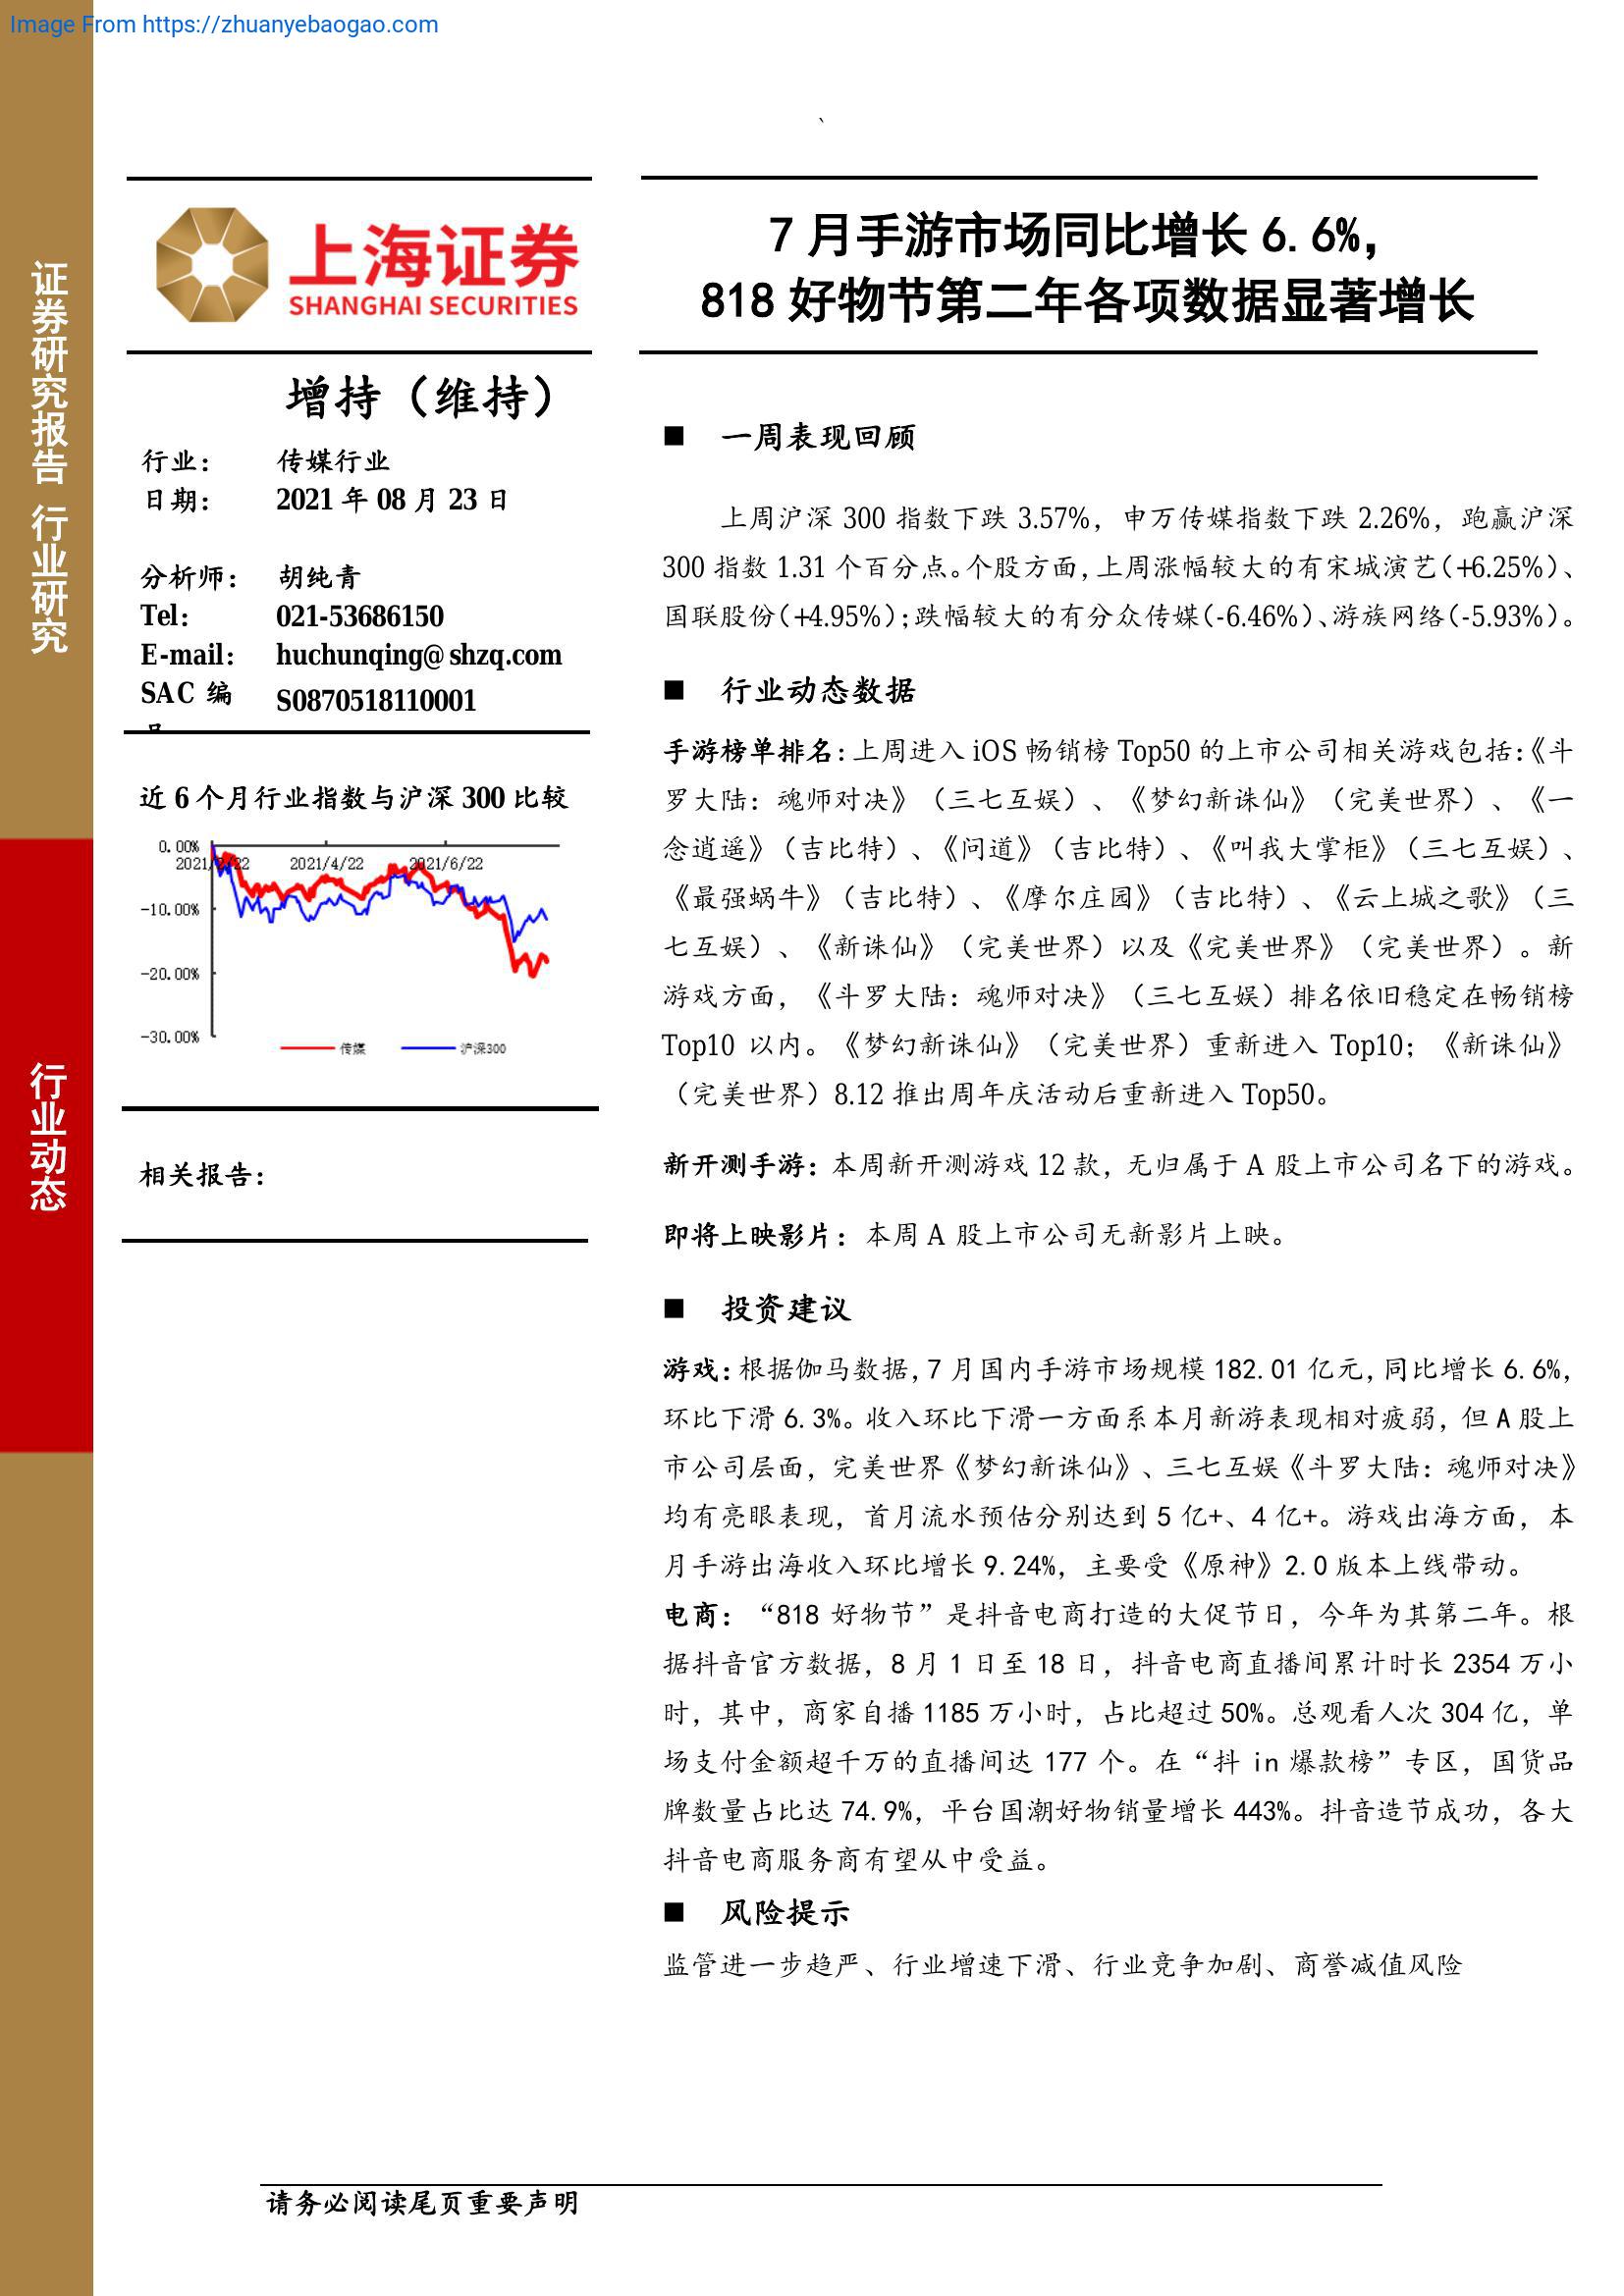 Image From https://zhuanyebaogao.com
、
证券研究报告 行业研究
行业动态
上海证券
SHANGHAI SECURITIES
7 月手游市场同比增长 6.6%，
818 好物节第二年各项数据显著增长
增持（维持）
行业： 传媒行业
日期： 2021 年 08 月 23 日
分析师： 胡纯青
Tel： 021-53686150
E-mail： huchunqing@shzq.com
SAC 编 S0870518110001
近 6 个月行业指数与沪深 300 比较
0.00%
2021/2/22 2021/4/22 2021/6/22
-10.00%
-20.00%
-30.00%
传媒 沪深300
相关报告：
■ 一周表现回顾
上周沪深 300 指数下跌 3.57%，申万传媒指数下跌 2.26%，跑赢沪深
300 指数 1.31 个百分点。个股方面，上周涨幅较大的有宋城演艺（+6.25%）、
国联股份（+4.95%）；跌幅较大的有分众传媒（-6.46%）、游族网络（-5.93%）。
■ 行业动态数据
手游榜单排名：上周进入 iOS 畅销榜 Top50 的上市公司相关游戏包括：《斗
罗大陆：魂师对决》（三七互娱）、《梦幻新诛仙》（完美世界）、《一
念逍遥》（吉比特）、《问道》（吉比特）、《叫我大掌柜》（三七互娱）、
《最强蜗牛》（吉比特）、《摩尔庄园》（吉比特）、《云上城之歌》（三
七互娱）、《新诛仙》（完美世界）以及《完美世界》（完美世界）。新
游戏方面，《斗罗大陆：魂师对决》（三七互娱）排名依旧稳定在畅销榜
Top10 以内。《梦幻新诛仙》（完美世界）重新进入 Top10；《新诛仙》
（完美世界）8.12 推出周年庆活动后重新进入 Top50。
新开测手游：本周新开测游戏 12 款，无归属于 A 股上市公司名下的游戏。
即将上映影片：本周 A 股上市公司无新影片上映。
■ 投资建议
游戏：根据伽马数据，7 月国内手游市场规模 182.01 亿元，同比增长 6.6%，
环比下滑 6.3%。收入环比下滑一方面系本月新游表现相对疲弱，但 A 股上
市公司层面，完美世界《梦幻新诛仙》、三七互娱《斗罗大陆：魂师对决》
均有亮眼表现，首月流水预估分别达到 5 亿+、4 亿+。游戏出海方面，本
月手游出海收入环比增长 9.24%，主要受《原神》2.0 版本上线带动。
电商：“818 好物节”是抖音电商打造的大促节日，今年为其第二年。根
据抖音官方数据，8 月 1 日至 18 日，抖音电商直播间累计时长 2354 万小
时，其中，商家自播 1185 万小时，占比超过 50%。总观看人次 304 亿，单
场支付金额超千万的直播间达 177 个。在“抖 in 爆款榜”专区，国货品
牌数量占比达 74.9%，平台国潮好物销量增长 443%。抖音造节成功，各大
抖音电商服务商有望从中受益。
■ 风险提示
监管进一步趋严、行业增速下滑、行业竞争加剧、商誉减值风险
请务必阅读尾页重要声明